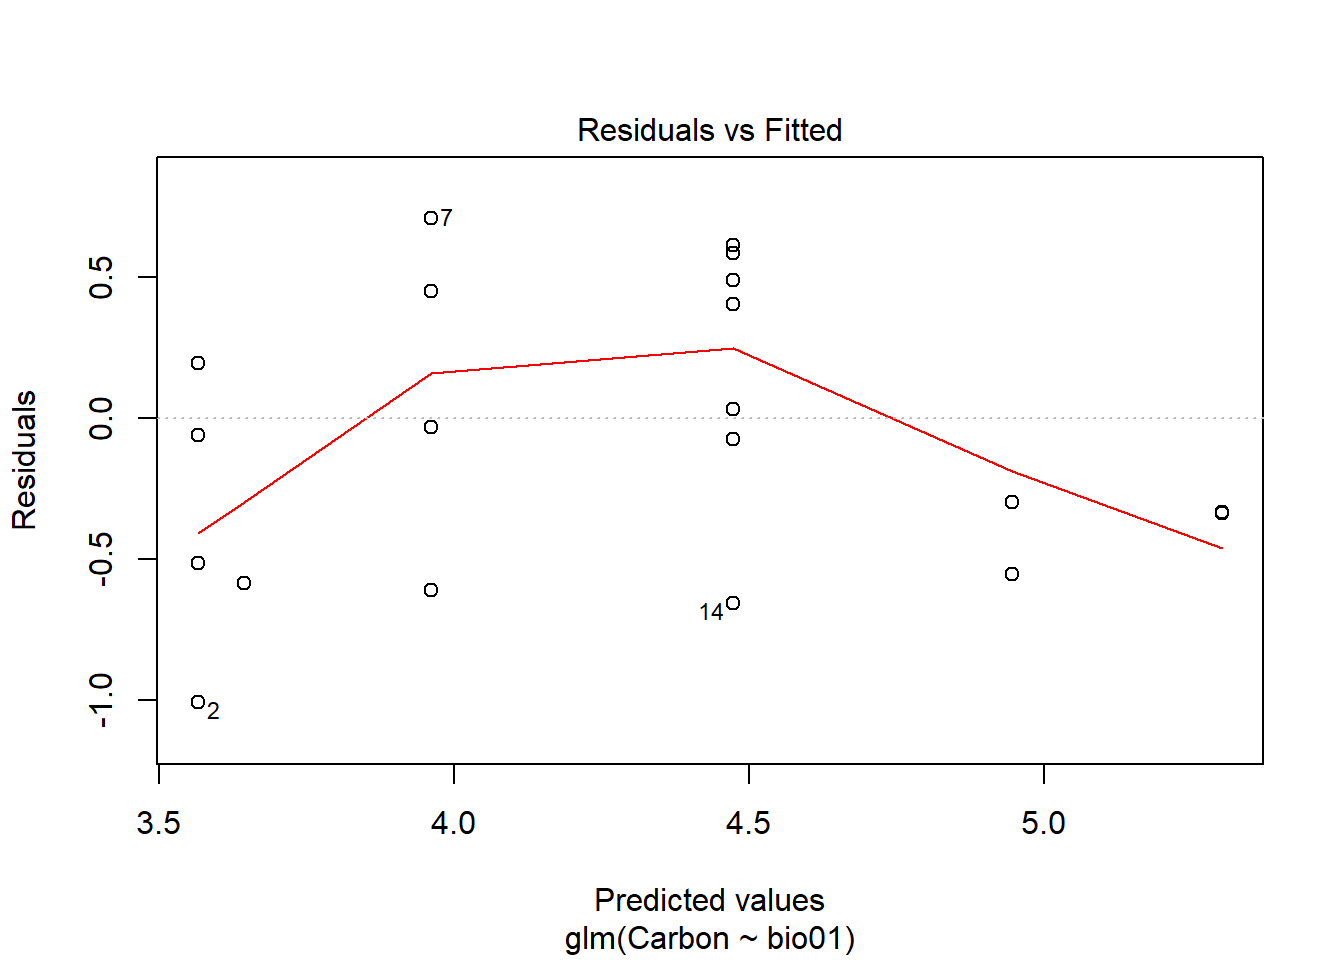 Residuals vs Fitted
7
14
2
0.5
0.0
-0.5
-1.0
Residuals
3.5 4.0 4.5 5.0
Predicted values
glm(Carbon ~ bio01)